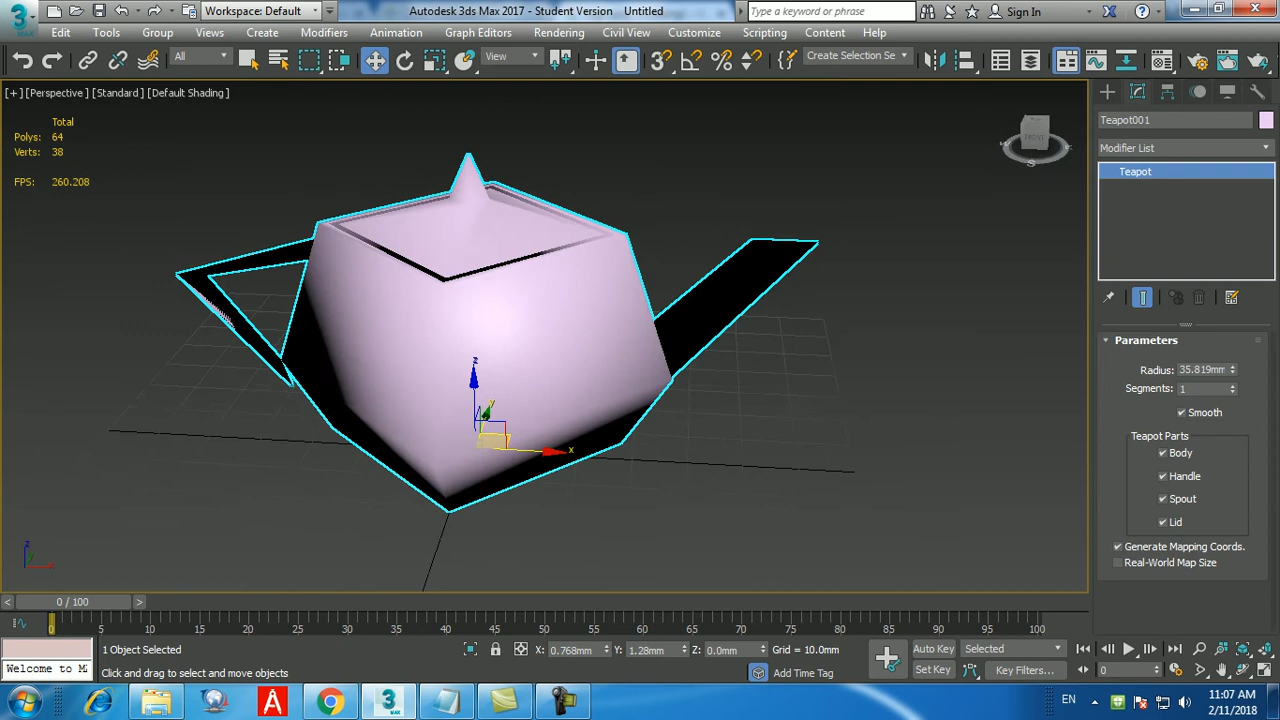 3 MAX
Workspace: Default
Autodesk 3ds Max 2017 - Student Version Untitled
Type a keyword or phrase
Sign In
Edit Tools Group Views Create Modifiers Animation Graph Editors Rendering Civil View Customize Scripting Content Help
All View Create Selection Se
[+] [Perspective ] [Standard ] [Default Shading ]
Total
Polys: 64
Verts: 38
FPS: 260.208
FRONT
S
z
y
x
z
y
x
Teapot001
Modifier List
Teapot
Parameters
Radius: 35.819mm
Segments: 1
Smooth
Teapot Parts
Body
Handle
Spout
Lid
Generate Mapping Coords.
Real-World Map Size
< 0 / 100 >
0 5 10 15 20 25 30 35 40 45 50 55 60 65 70 75 80 85 90 95 100
1 Object Selected X: 0.768mm Y: 1.28mm Z: 0.0mm Grid = 10.0mm Auto Key Selected
Welcome to M Click and drag to select and move objects Add Time Tag Set Key Key Filters... 0
EN 11:07 AM
2/11/2018